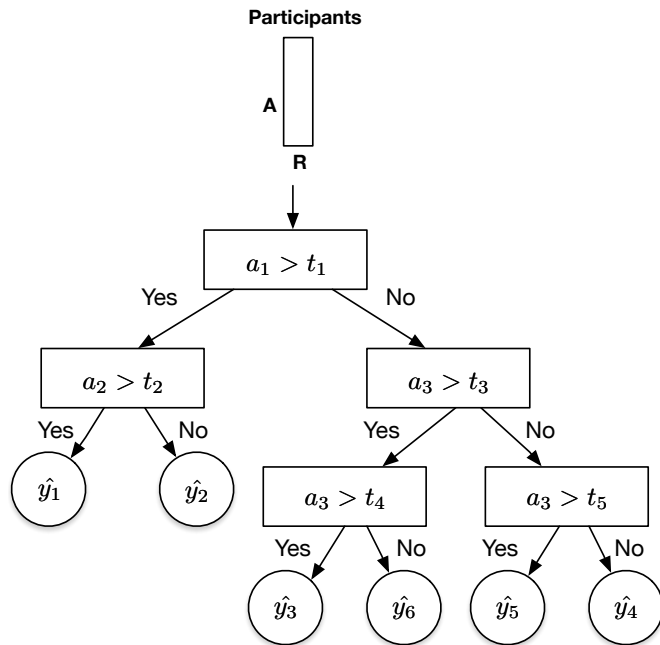 Participants
A
R
a₁ > t₁
Yes
No
a₂ > t₂
a₃ > t₃
Yes
No
Yes
No
ŷ₁
ŷ₂
a₃ > t₄
a₃ > t₅
Yes
No
Yes
No
ŷ₃
ŷ₆
ŷ₅
ŷ₄